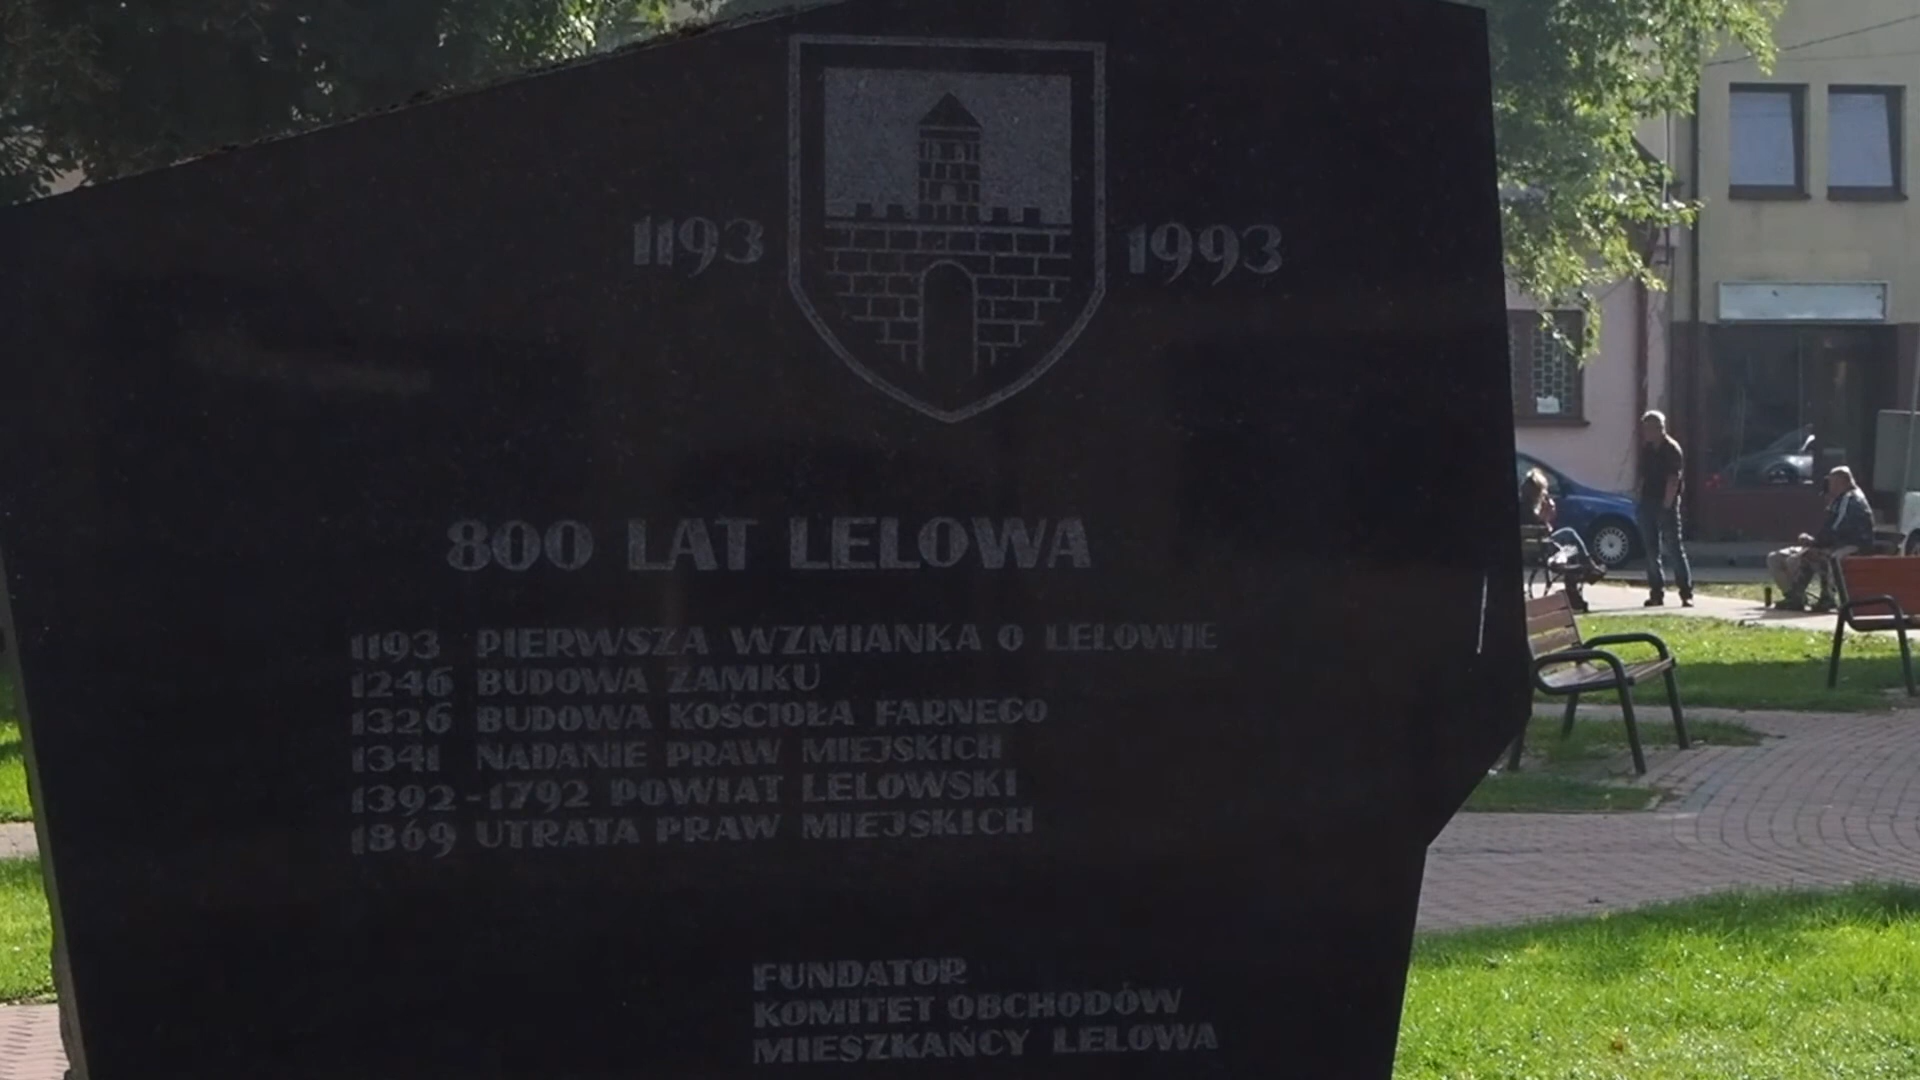 1193 1993
800 LAT LELOWA
1193 PIERWSZA WZMIANKA O LELOWIE
1246 BUDOWA ZAMKU
1326 BUDOWA KOŚCIOŁA FARNEGO
1341 NADANIE PRAW MIEJSKICH
1392-1792 POWIAT LELOWSKI
1869 UTRATA PRAW MIEJSKICH
FUNDATOR
KOMITET OBCHODÓW
MIESZKAŃCY LELOWA